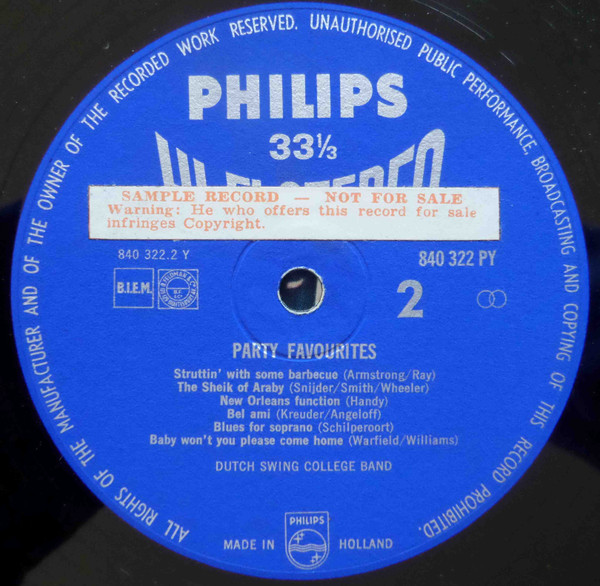 ALL RIGHTS OF THE MANUFACTURER AND OF THE OWNER OF THE RECORDED WORK RESERVED. UNAUTHORISED PUBLIC PERFORMANCE, BROADCASTING AND COPYING OF THIS RECORD PROHIBITED.
PHILIPS
33⅓
HI-FI STEREO
SAMPLE RECORD — NOT FOR SALE
Warning: He who offers this record for sale
infringes Copyright.
840 322.2 Y
840 322 PY
B.I.E.M.
2
PARTY FAVOURITES
Struttin' with some barbecue (Armstrong/Ray)
The Sheik of Araby (Snijder/Smith/Wheeler)
New Orleans function (Handy)
Bel ami (Kreuder/Angeloff)
Blues for soprano (Schilperoort)
Baby won't you please come home (Warfield/Williams)
DUTCH SWING COLLEGE BAND
PHILIPS
MADE IN HOLLAND